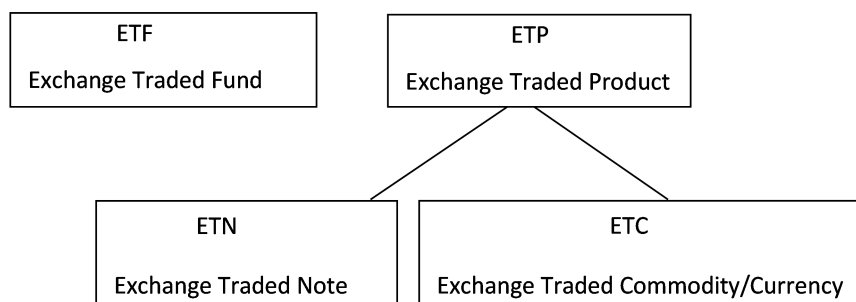 ETF
Exchange Traded Fund
ETP
Exchange Traded Product
ETN
Exchange Traded Note
ETC
Exchange Traded Commodity/Currency